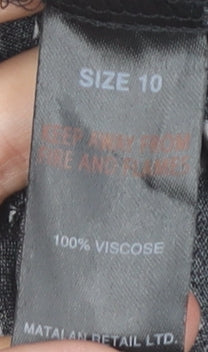 SIZE 10
KEEP AWAY FROM
FIRE AND FLAMES
100% VISCOSE
MATALAN RETAIL LTD.